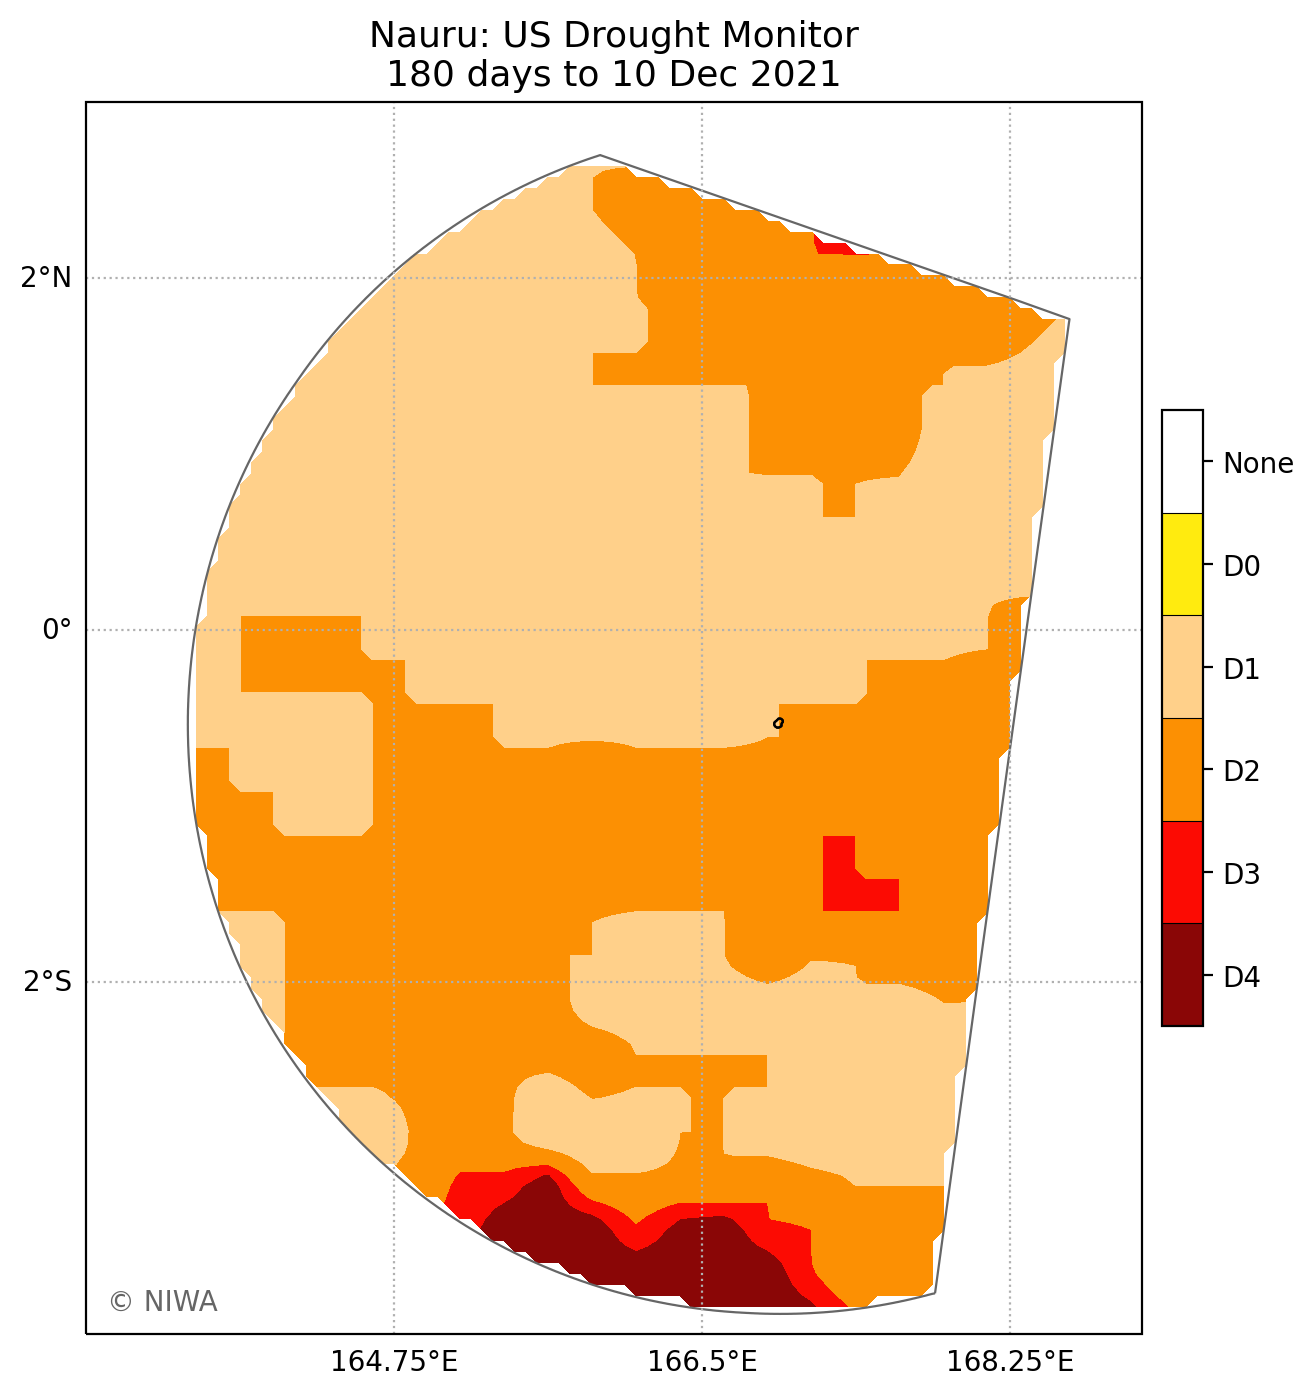 Nauru: US Drought Monitor
180 days to 10 Dec 2021
2°N
0°
2°S
164.75°E
166.5°E
168.25°E
None
D0
D1
D2
D3
D4
© NIWA